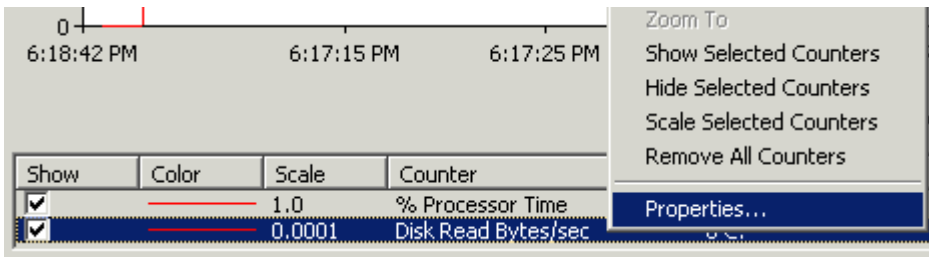 0
6:18:42 PM 6:17:15 PM 6:17:25 PM
Zoom To
Show Selected Counters
Hide Selected Counters
Scale Selected Counters
Remove All Counters
Properties...
Show Color Scale Counter
1.0 % Processor Time
0.0001 Disk Read Bytes/sec